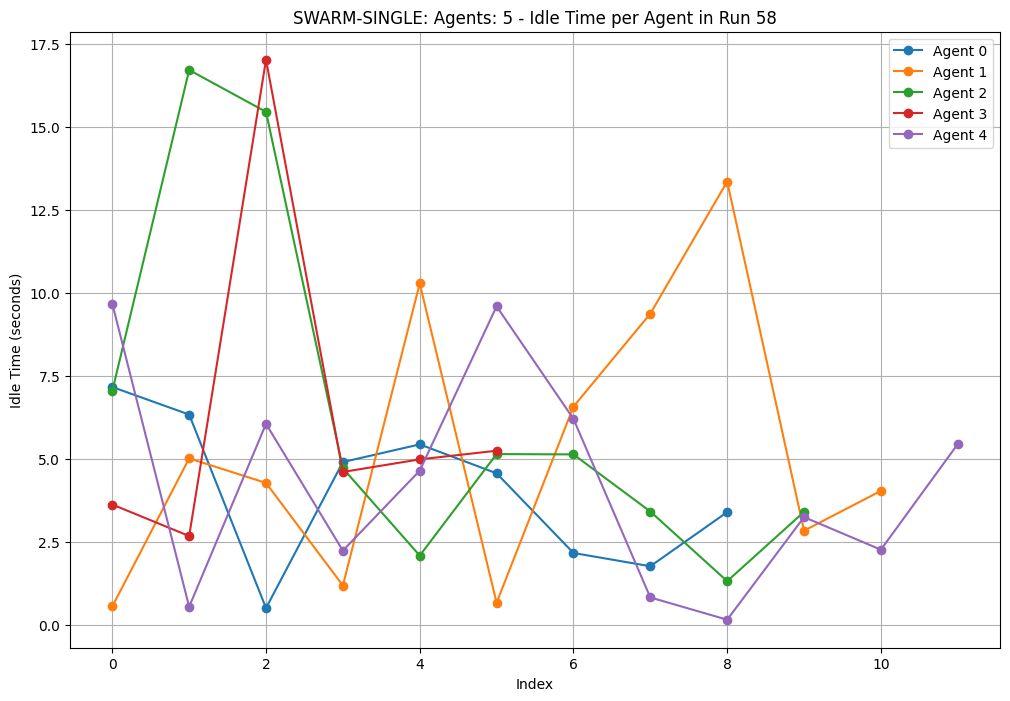 SWARM-SINGLE: Agents: 5 - Idle Time per Agent in Run 58
17.5
15.0
12.5
10.0
7.5
5.0
2.5
0.0
Idle Time (seconds)
Agent 0
Agent 1
Agent 2
Agent 3
Agent 4
0 2 4 6 8 10
Index